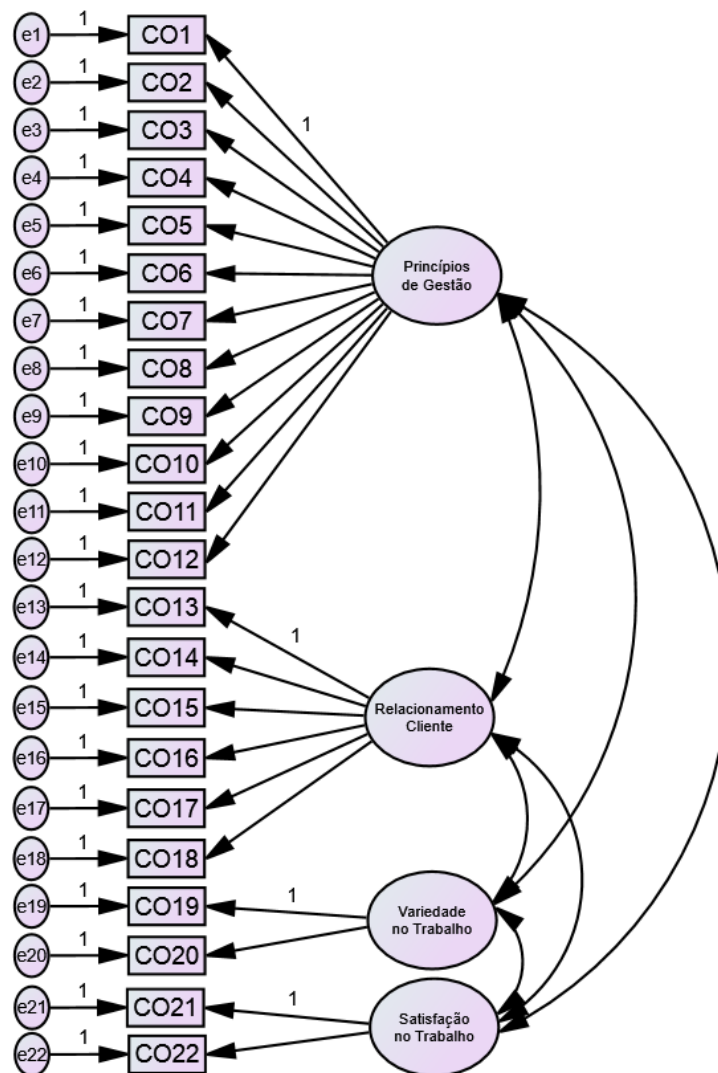 e1 1 CO1
e2 1 CO2
e3 1 CO3
1
e4 1 CO4
e5 1 CO5
e6 1 CO6
Princípios
de Gestão
e7 1 CO7
e8 1 CO8
e9 1 CO9
e10 1 CO10
e11 1 CO11
e12 1 CO12
e13 1 CO13
1
e14 1 CO14
e15 1 CO15
Relacionamento
Cliente
e16 1 CO16
e17 1 CO17
e18 1 CO18
e19 1 CO19
1
Variedade
no Trabalho
e20 1 CO20
e21 1 CO21
1
Satisfação
no Trabalho
e22 1 CO22